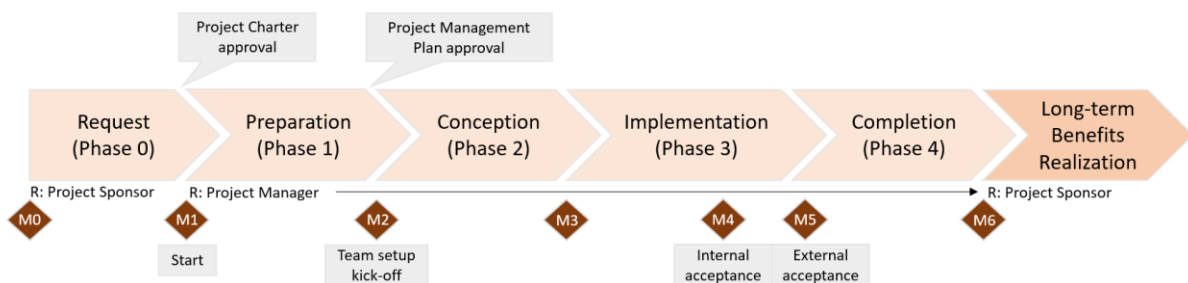 Project Charter
approval
Project Management
Plan approval
Request
(Phase 0)
Preparation
(Phase 1)
Conception
(Phase 2)
Implementation
(Phase 3)
Completion
(Phase 4)
Long-term
Benefits
Realization
R: Project Sponsor
R: Project Manager
R: Project Sponsor
M0
M1
M2
M3
M4
M5
M6
Start
Team setup
kick-off
Internal
acceptance
External
acceptance